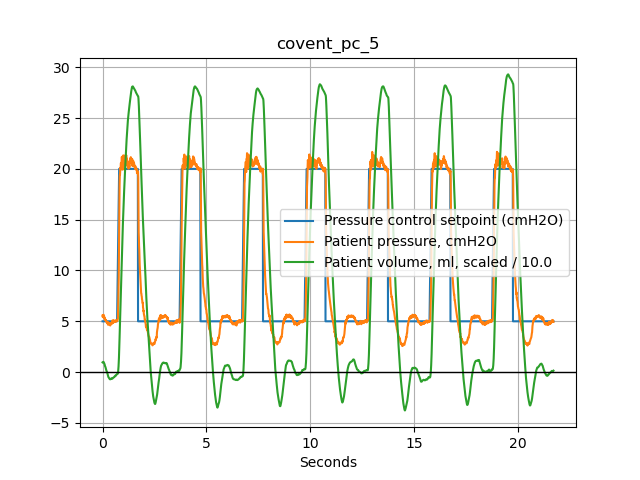 covent_pc_5
30
25
20
15
10
5
0
−5
Pressure control setpoint (cmH2O)
Patient pressure, cmH2O
Patient volume, ml, scaled / 10.0
0 5 10 15 20
Seconds